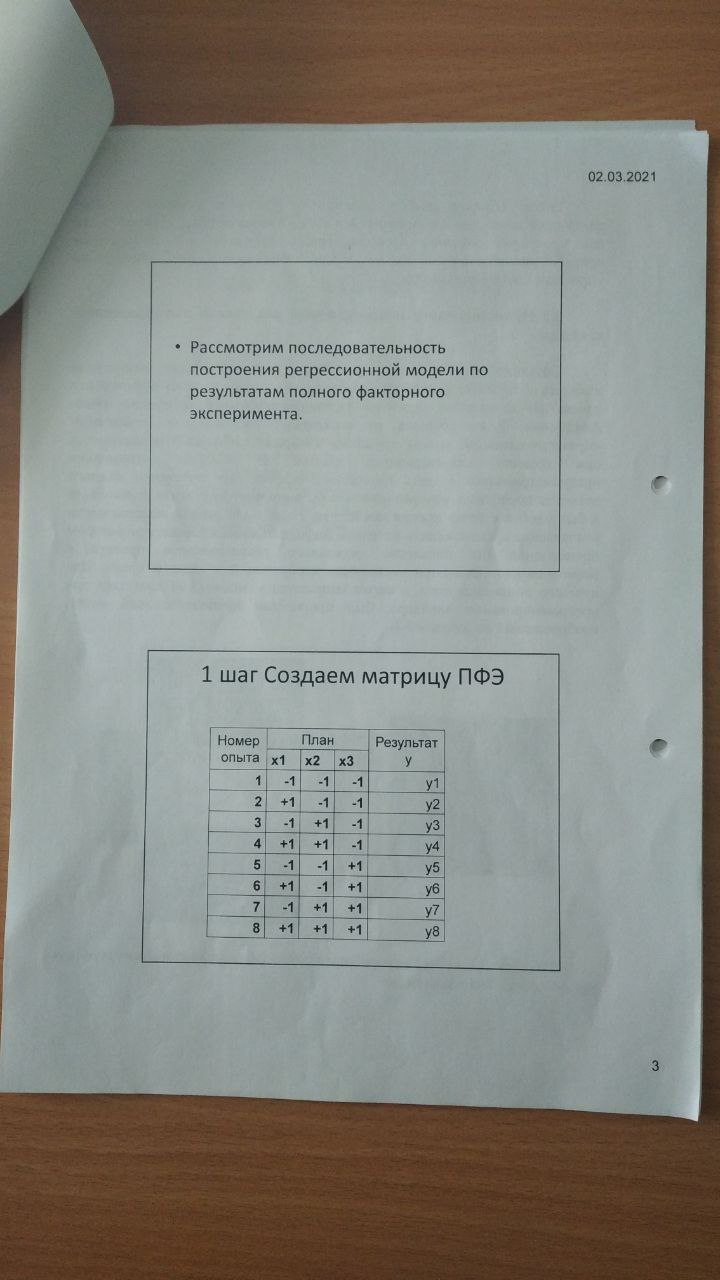 02.03.2021
• Рассмотрим последовательность
построения регрессионной модели по
результатам полного факторного
эксперимента.
1 шаг Создаем матрицу ПФЭ
Номер опыта План Результат y
x1 x2 x3
1 -1 -1 -1 y1
2 +1 -1 -1 y2
3 -1 +1 -1 y3
4 +1 +1 -1 y4
5 -1 -1 +1 y5
6 +1 -1 +1 y6
7 -1 +1 +1 y7
8 +1 +1 +1 y8
3